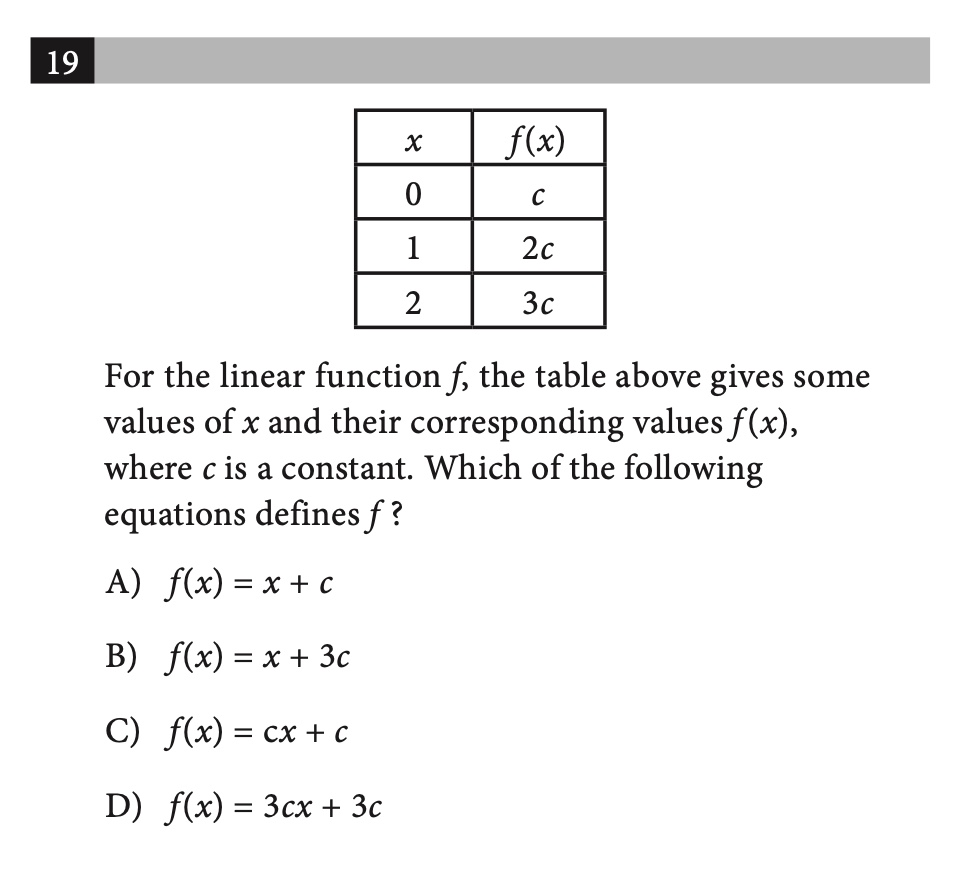 19
x f(x)
0 c
1 2c
2 3c
For the linear function f, the table above gives some
values of x and their corresponding values f(x),
where c is a constant. Which of the following
equations defines f ?
A) f(x) = x + c
B) f(x) = x + 3c
C) f(x) = cx + c
D) f(x) = 3cx + 3c